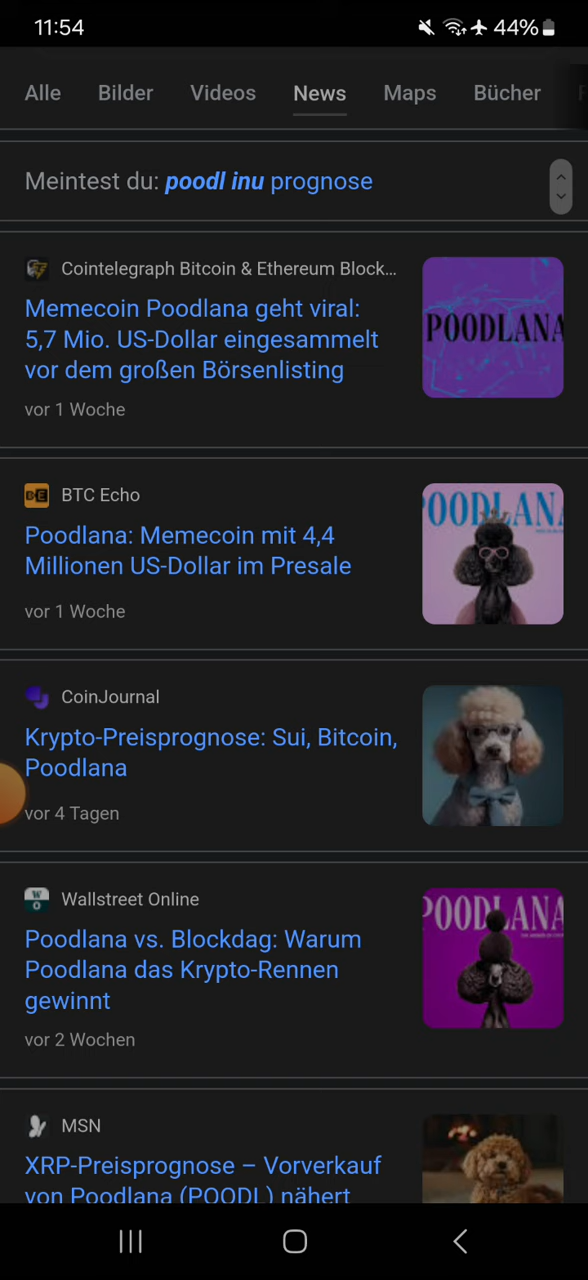 11:54
44%
Alle Bilder Videos News Maps Bücher
Meintest du: poodl inu prognose
Cointelegraph Bitcoin & Ethereum Block...
Memecoin Poodlana geht viral:
5,7 Mio. US-Dollar eingesammelt
vor dem großen Börsenlisting
vor 1 Woche
POODLANA
BTC Echo
Poodlana: Memecoin mit 4,4
Millionen US-Dollar im Presale
vor 1 Woche
POODLANA
CoinJournal
Krypto-Preisprognose: Sui, Bitcoin,
Poodlana
vor 4 Tagen
Wallstreet Online
Poodlana vs. Blockdag: Warum
Poodlana das Krypto-Rennen
gewinnt
vor 2 Wochen
POODLANA
MSN
XRP-Preisprognose – Vorverkauf
von Poodlana (POODL) nähert